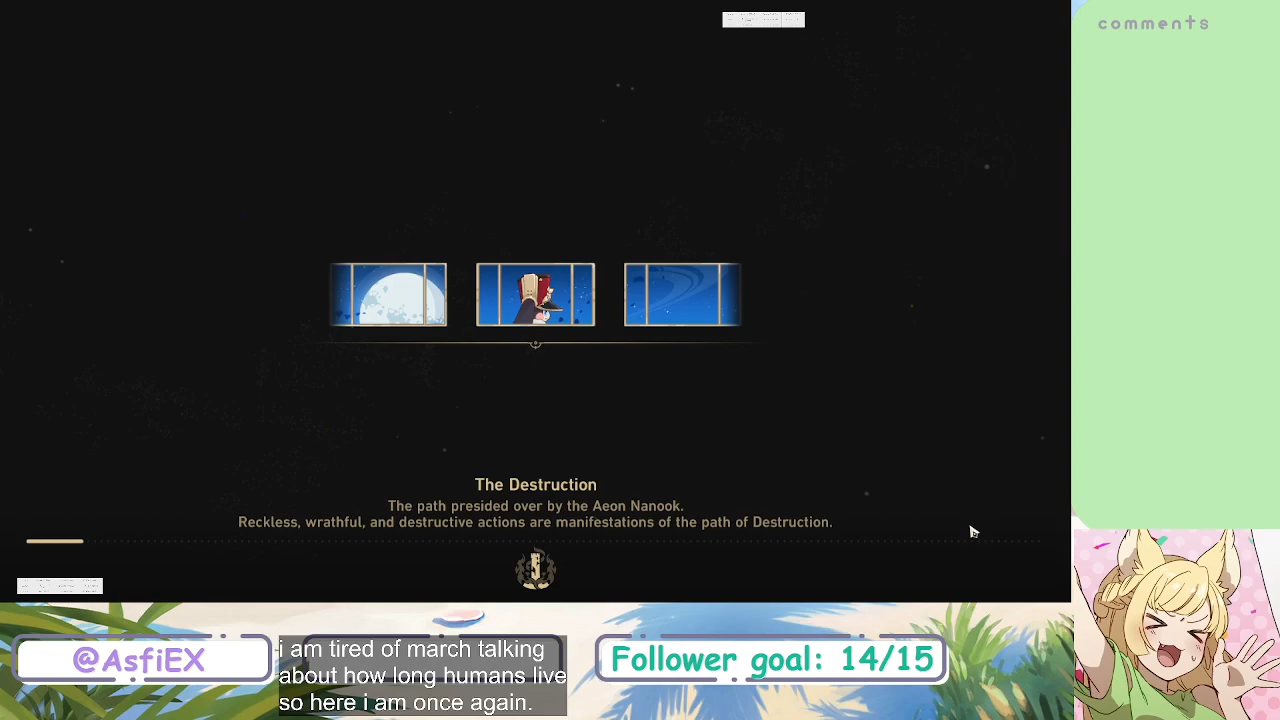 comments
The Destruction
The path presided over by the Aeon Nanook.
Reckless, wrathful, and destructive actions are manifestations of the path of Destruction.
@AsfiEX
i am tired of march talking
about how long humans live
so here i am once again.
Follower goal: 14/15